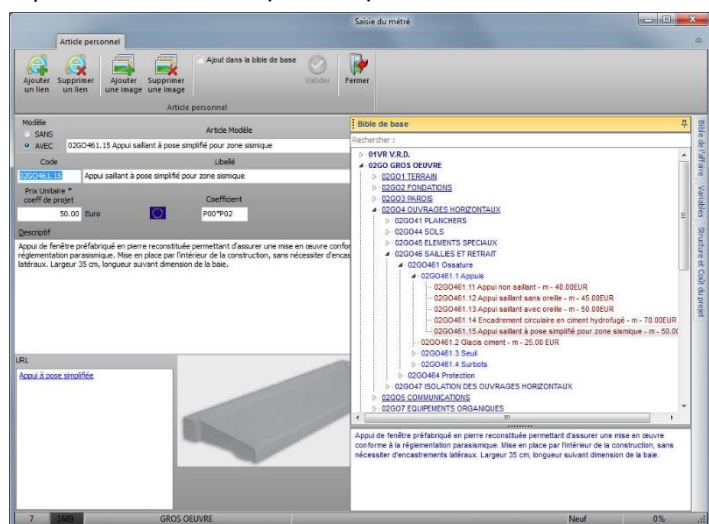 Saisie du métré
Article personnel
Ajouter un lien
Supprimer un lien
Ajouter une image
Supprimer une image
Ajout dans la bible de base
Valider
Fermer
Article personnel
Modèle
SANS
AVEC
Article Modèle
02GO461.15 Appui saillant à pose simplifié pour zone sismique
Code
Libellé
02GO461.15
Appui saillant à pose simplifié pour zone sismique
Prix Unitaire *
coeff de projet
Coefficient
50.00 Euro
P00*P02
Descriptif
Appui de fenêtre préfabriqué en pierre reconstituée permettant d'assurer une mise en œuvre confor
réglementation parasismique. Mise en place par l'intérieur de la construction, sans nécessiter d'encas
latéraux. Largeur 35 cm, longueur suivant dimension de la baie.
URL
Appui à pose simplifiée
Bible de base
Rechercher :
01VR V.R.D.
02GO GROS OEUVRE
02GO1 TERRAIN
02GO2 FONDATIONS
02GO3 PAROIS
02GO4 OUVRAGES HORIZONTAUX
02GO41 PLANCHERS
02GO44 SOLS
02GO45 ELEMENTS SPECIAUX
02GO46 SAILLIES ET RETRAIT
02GO461 Ossature
02GO461.1 Appuis
02GO461.11 Appui non saillant - m - 40.00EUR
02GO461.12 Appui saillant sans oreille - m - 45.00EUR
02GO461.13 Appui saillant avec oreille - m - 50.00EUR
02GO461.14 Encadrement circulaire en ciment hydrofugé - m - 70.00EUR
02GO461.15 Appui saillant à pose simplifié pour zone sismique - m - 50.00
02GO461.2 Glacis ciment - m - 25.00 EUR
02GO461.3 Seuil
02GO461.4 Surbots
02GO464 Protection
02GO47 ISOLATION DES OUVRAGES HORIZONTAUX
02GO5 COMMUNICATIONS
02GO7 EQUIPEMENTS ORGANIQUES
Appui de fenêtre préfabriqué en pierre reconstituée permettant d'assurer une mise en œuvre
conforme à la réglementation parasismique. Mise en place par l'intérieur de la construction, sans
nécessiter d'encastrements latéraux. Largeur 35 cm, longueur suivant dimension de la baie.
Bible de l'affaire
Variables
Structure et Coût du projet
7
GROS OEUVRE
Neuf
0%